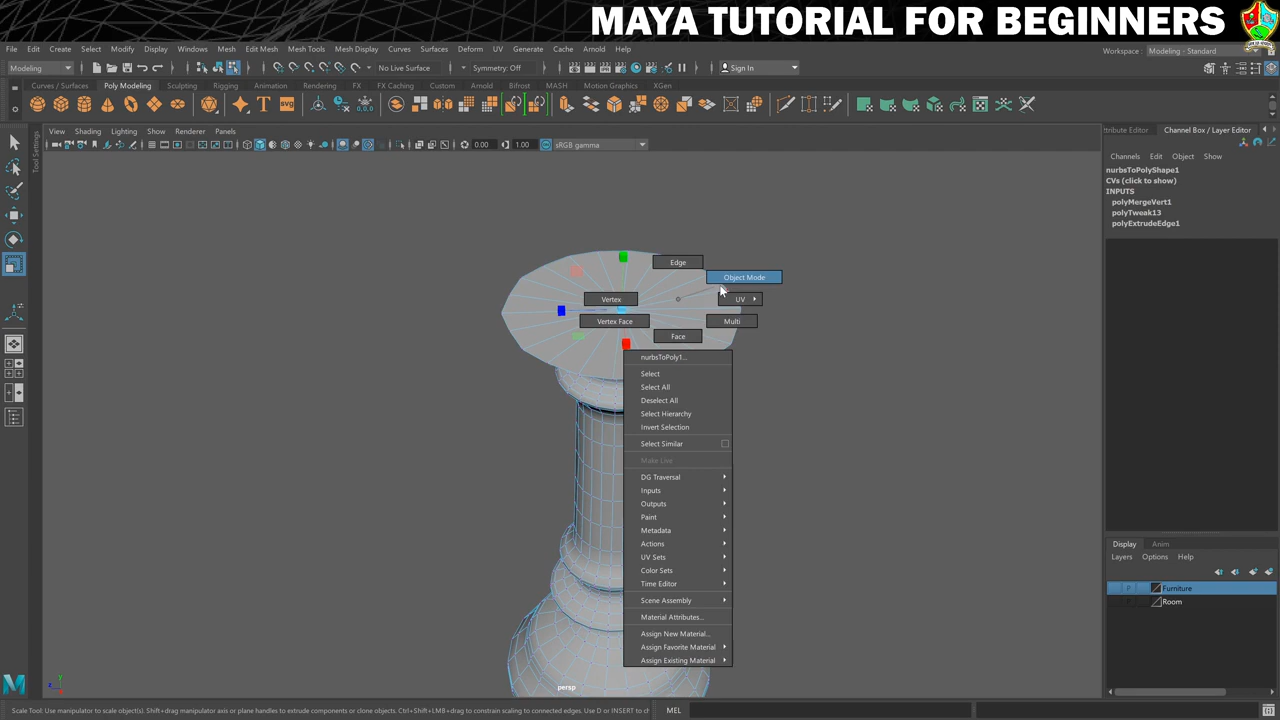 MAYA TUTORIAL FOR BEGINNERS
File Edit Create Select Modify Display Windows Mesh Edit Mesh Mesh Tools Mesh Display Curves Surfaces Deform UV Generate Cache Arnold Help
Workspace : Modeling - Standard
Modeling No Live Surface Symmetry: Off Sign In
Curves / Surfaces Poly Modeling Sculpting Rigging Animation Rendering FX FX Caching Custom Arnold Bifrost MASH Motion Graphics XGen
View Shading Lighting Show Renderer Panels
0.00 1.00 sRGB gamma
Tool Settings
ttribute Editor Channel Box / Layer Editor
Channels Edit Object Show
nurbsToPolyShape1
CVs (click to show)
INPUTS
polyMergeVert1
polyTweak13
polyExtrudeEdge1
Edge
Object Mode
Vertex
UV
Vertex Face
Multi
Face
nurbsToPoly1...
Select
Select All
Deselect All
Select Hierarchy
Invert Selection
Select Similar
Make Live
DG Traversal
Inputs
Outputs
Paint
Metadata
Actions
UV Sets
Color Sets
Time Editor
Scene Assembly
Material Attributes...
Assign New Material...
Assign Favorite Material
Assign Existing Material
persp
Display Anim
Layers Options Help
P Furniture
P Room
Scale Tool: Use manipulator to scale object(s). Shift+drag manipulator axis or plane handles to extrude components or clone objects. Ctrl+Shift+LMB+drag to constrain scaling to connected edges. Use D or INSERT to ch
MEL